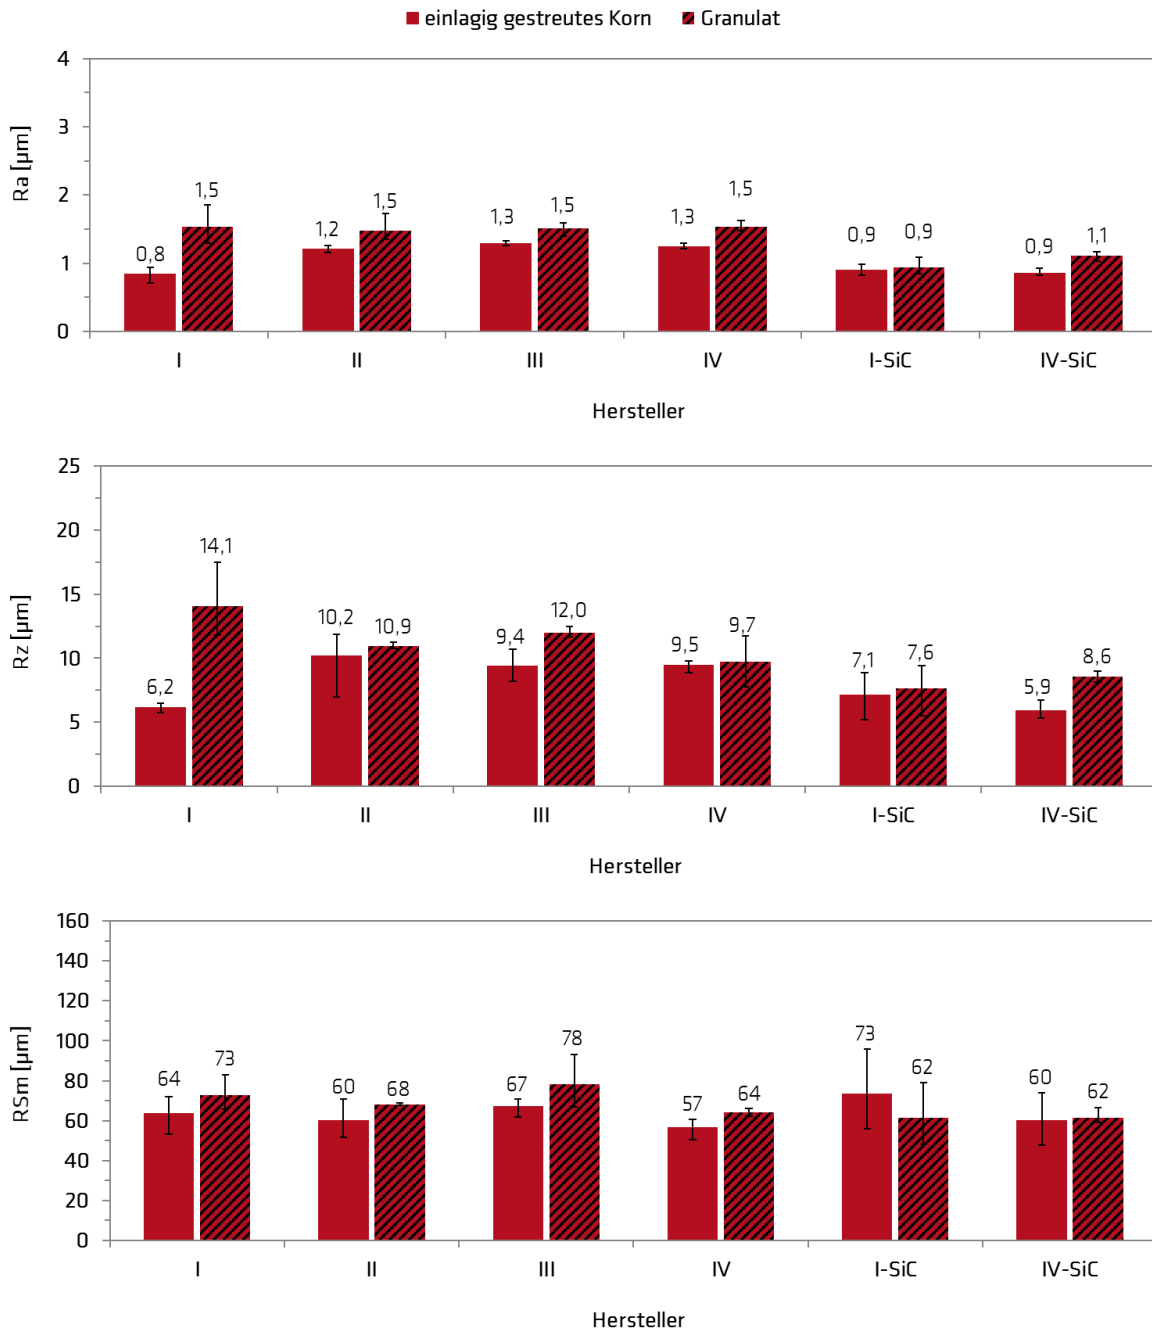 einlagig gestreutes Korn Granulat
Ra [µm]
4
3
2
1
0
0,8 1,5 1,2 1,5 1,3 1,5 1,3 1,5 0,9 0,9 0,9 1,1
I II III IV I-SiC IV-SiC
Hersteller
Rz [µm]
25
20
15
10
5
0
6,2 14,1 10,2 10,9 9,4 12,0 9,5 9,7 7,1 7,6 5,9 8,6
I II III IV I-SiC IV-SiC
Hersteller
RSm [µm]
160
140
120
100
80
60
40
20
0
64 73 60 68 67 78 57 64 73 62 60 62
I II III IV I-SiC IV-SiC
Hersteller